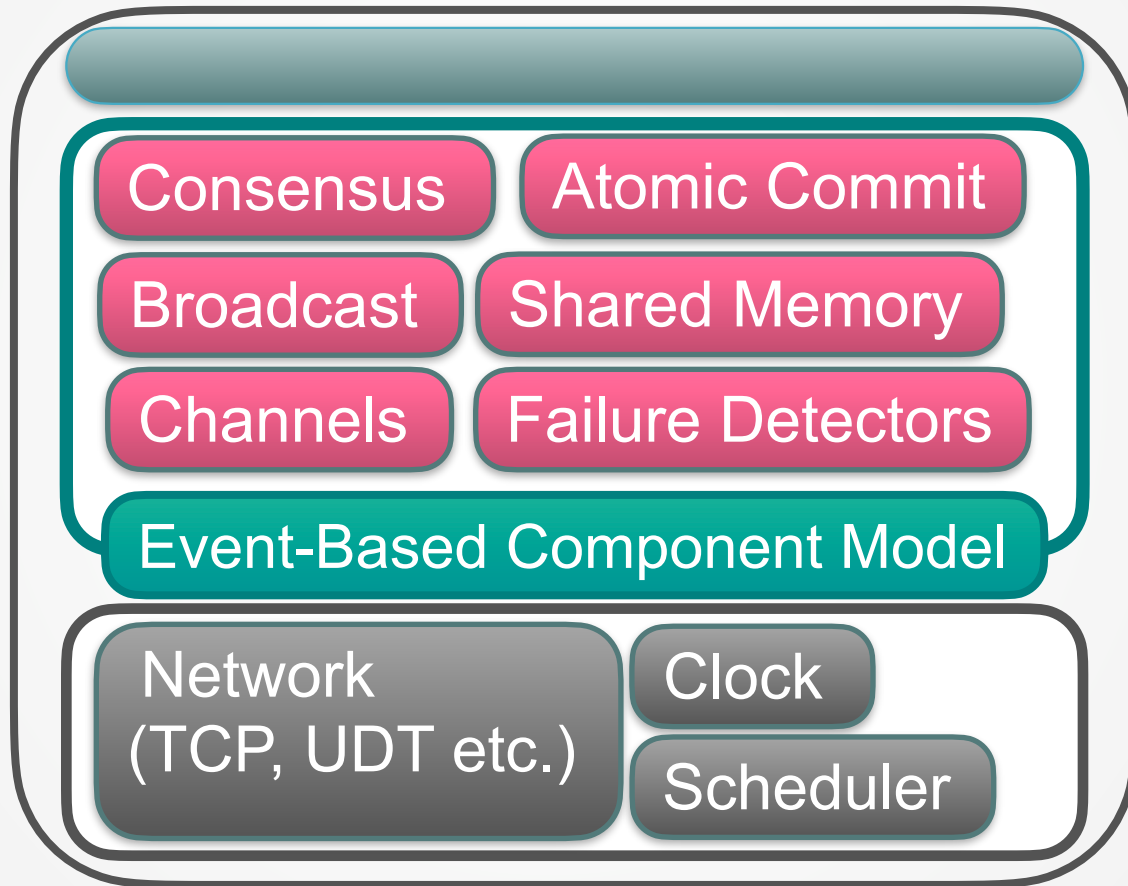 Consensus
Atomic Commit
Broadcast
Shared Memory
Channels
Failure Detectors
Event-Based Component Model
Network
(TCP, UDT etc.)
Clock
Scheduler